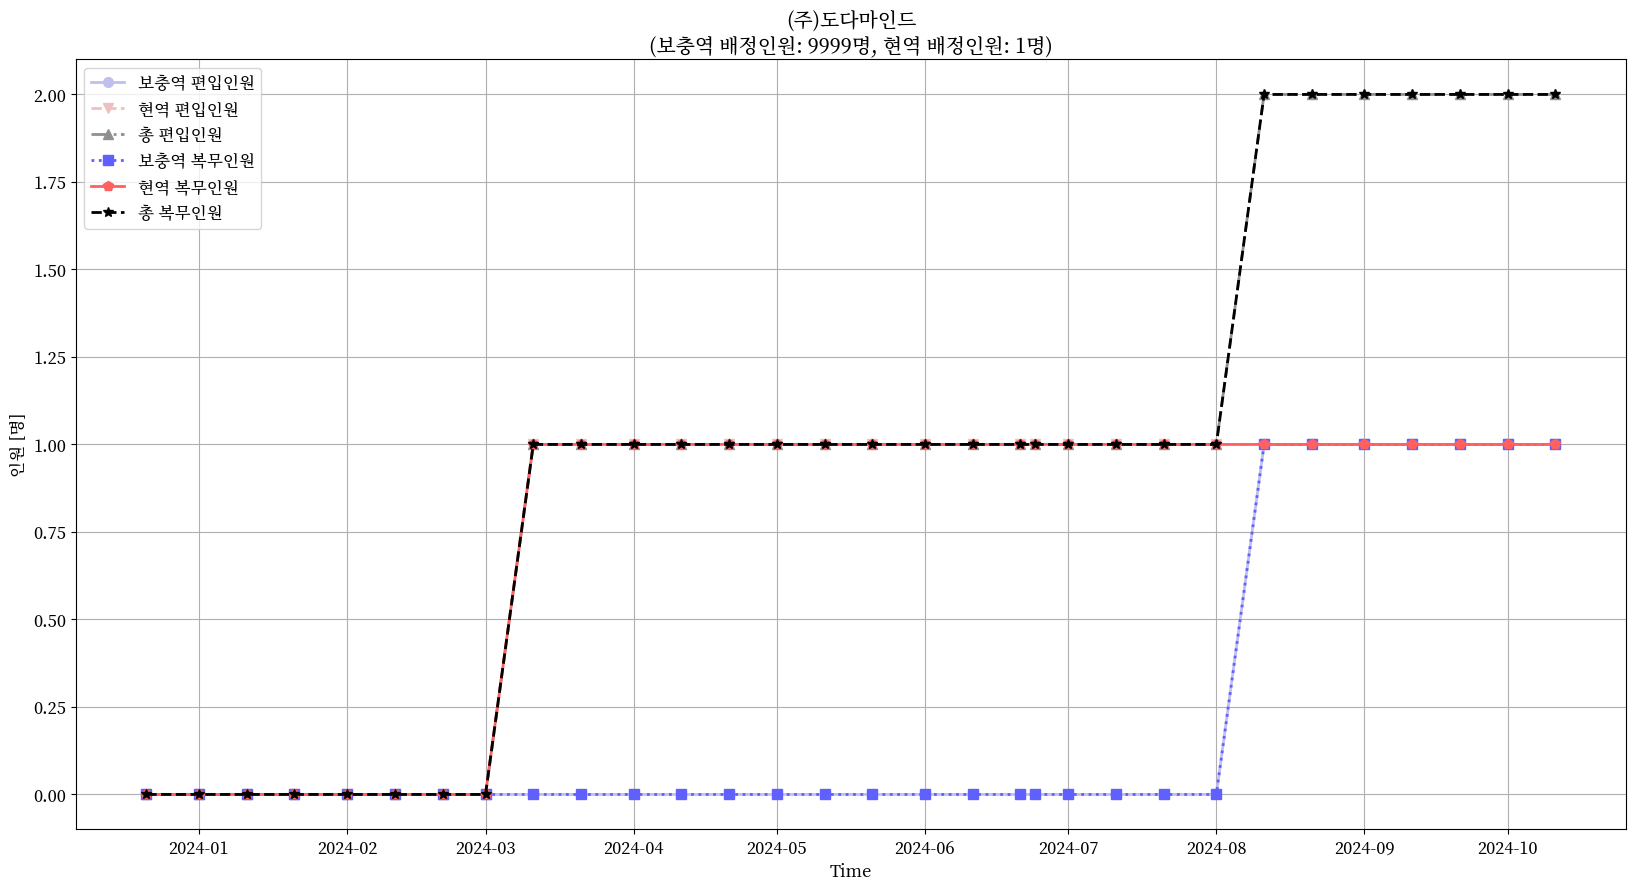 (주)도다마인드
(보충역 배정인원: 9999명, 현역 배정인원: 1명)
보충역 편입인원
현역 편입인원
총 편입인원
보충역 복무인원
현역 복무인원
총 복무인원
2.00
1.75
1.50
1.25
1.00
0.75
0.50
0.25
0.00
인원 [명]
2024-01 2024-02 2024-03 2024-04 2024-05 2024-06 2024-07 2024-08 2024-09 2024-10
Time